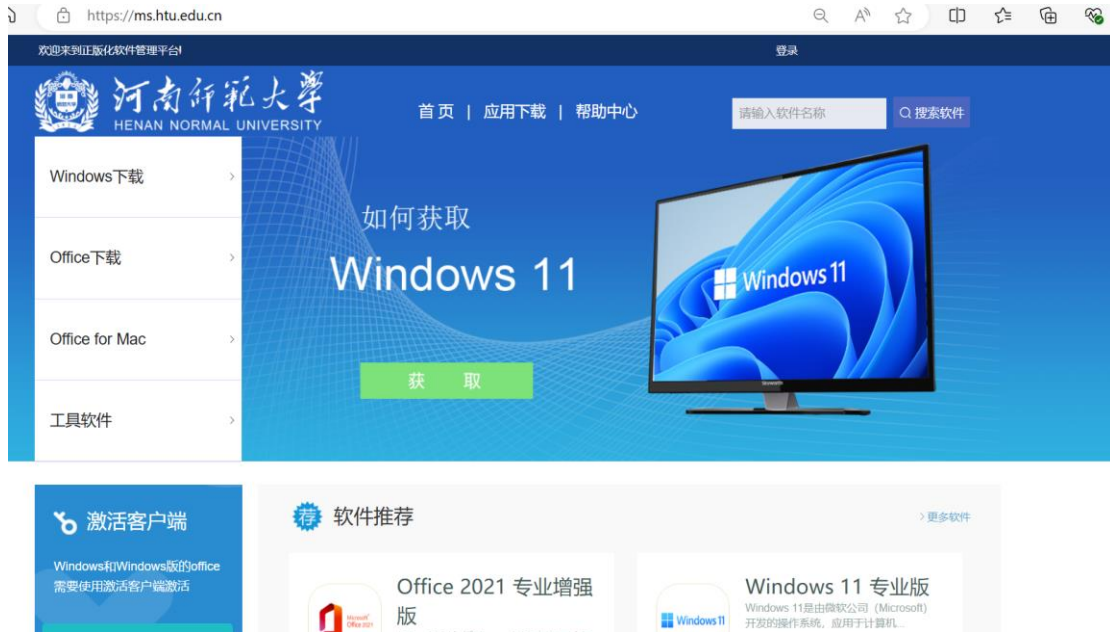 https://ms.htu.edu.cn
欢迎来到正版化软件管理平台!
登录
河南师范大学
HENAN NORMAL UNIVERSITY
首页 | 应用下载 | 帮助中心
请输入软件名称
搜索软件
Windows下载
Office下载
Office for Mac
工具软件
如何获取
Windows 11
获 取
Windows 11
激活客户端
Windows和Windows版的office
需要使用激活客户端激活
荐 软件推荐
更多软件
Office 2021 专业增强
版
Microsoft
Office 2021
Windows 11
Windows 11 专业版
Windows 11是由微软公司（Microsoft）
开发的操作系统，应用于计算机...